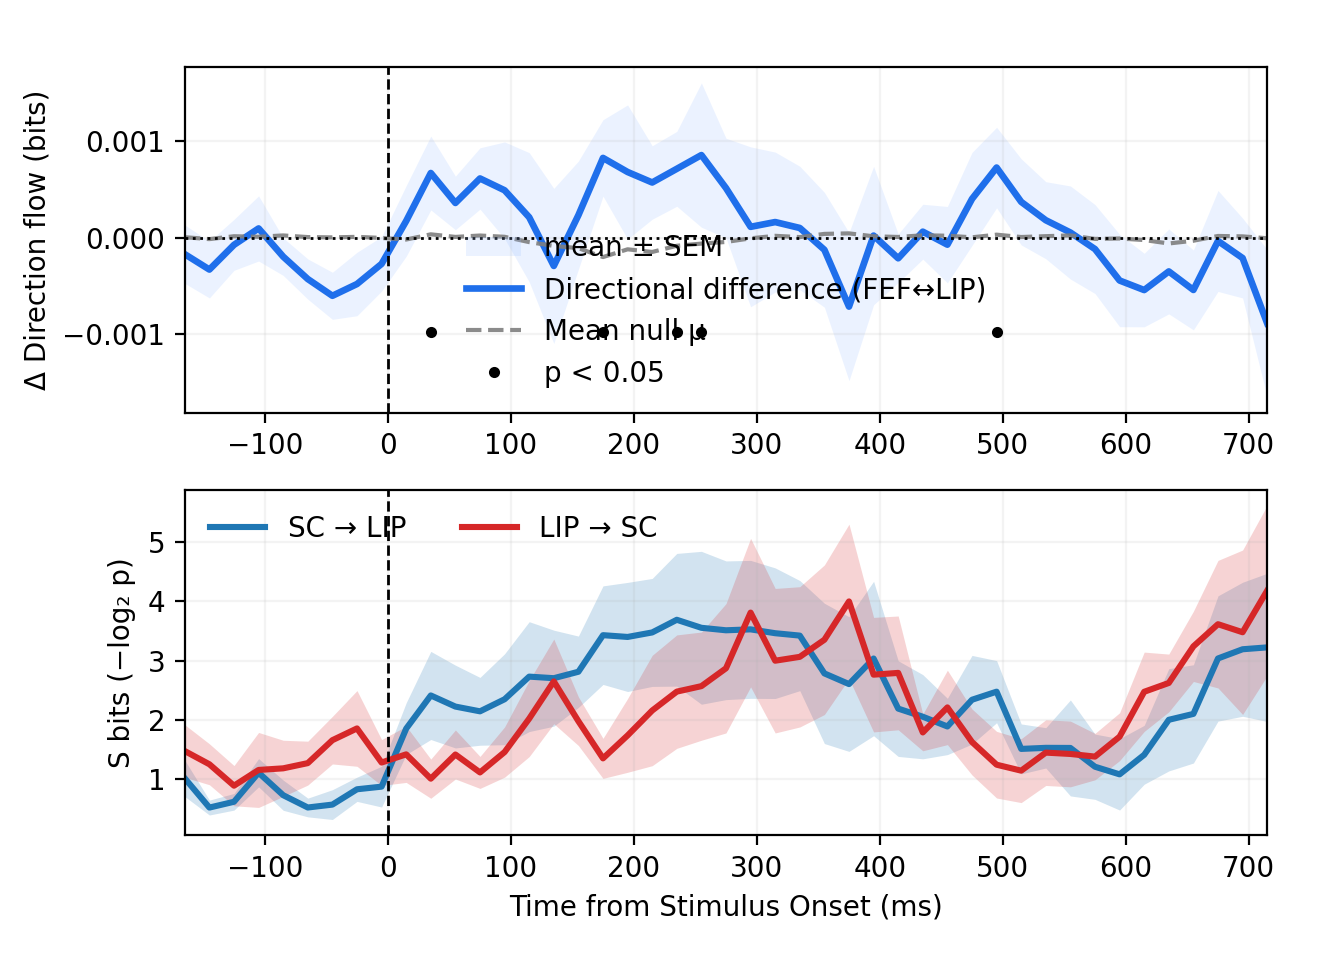 Δ Direction flow (bits)
0.001
0.000
−0.001
mean ± SEM
Directional difference (FEF↔LIP)
Mean null μ
p < 0.05
−100 0 100 200 300 400 500 600 700
S bits (−log₂ p)
SC → LIP LIP → SC
5
4
3
2
1
−100 0 100 200 300 400 500 600 700
Time from Stimulus Onset (ms)